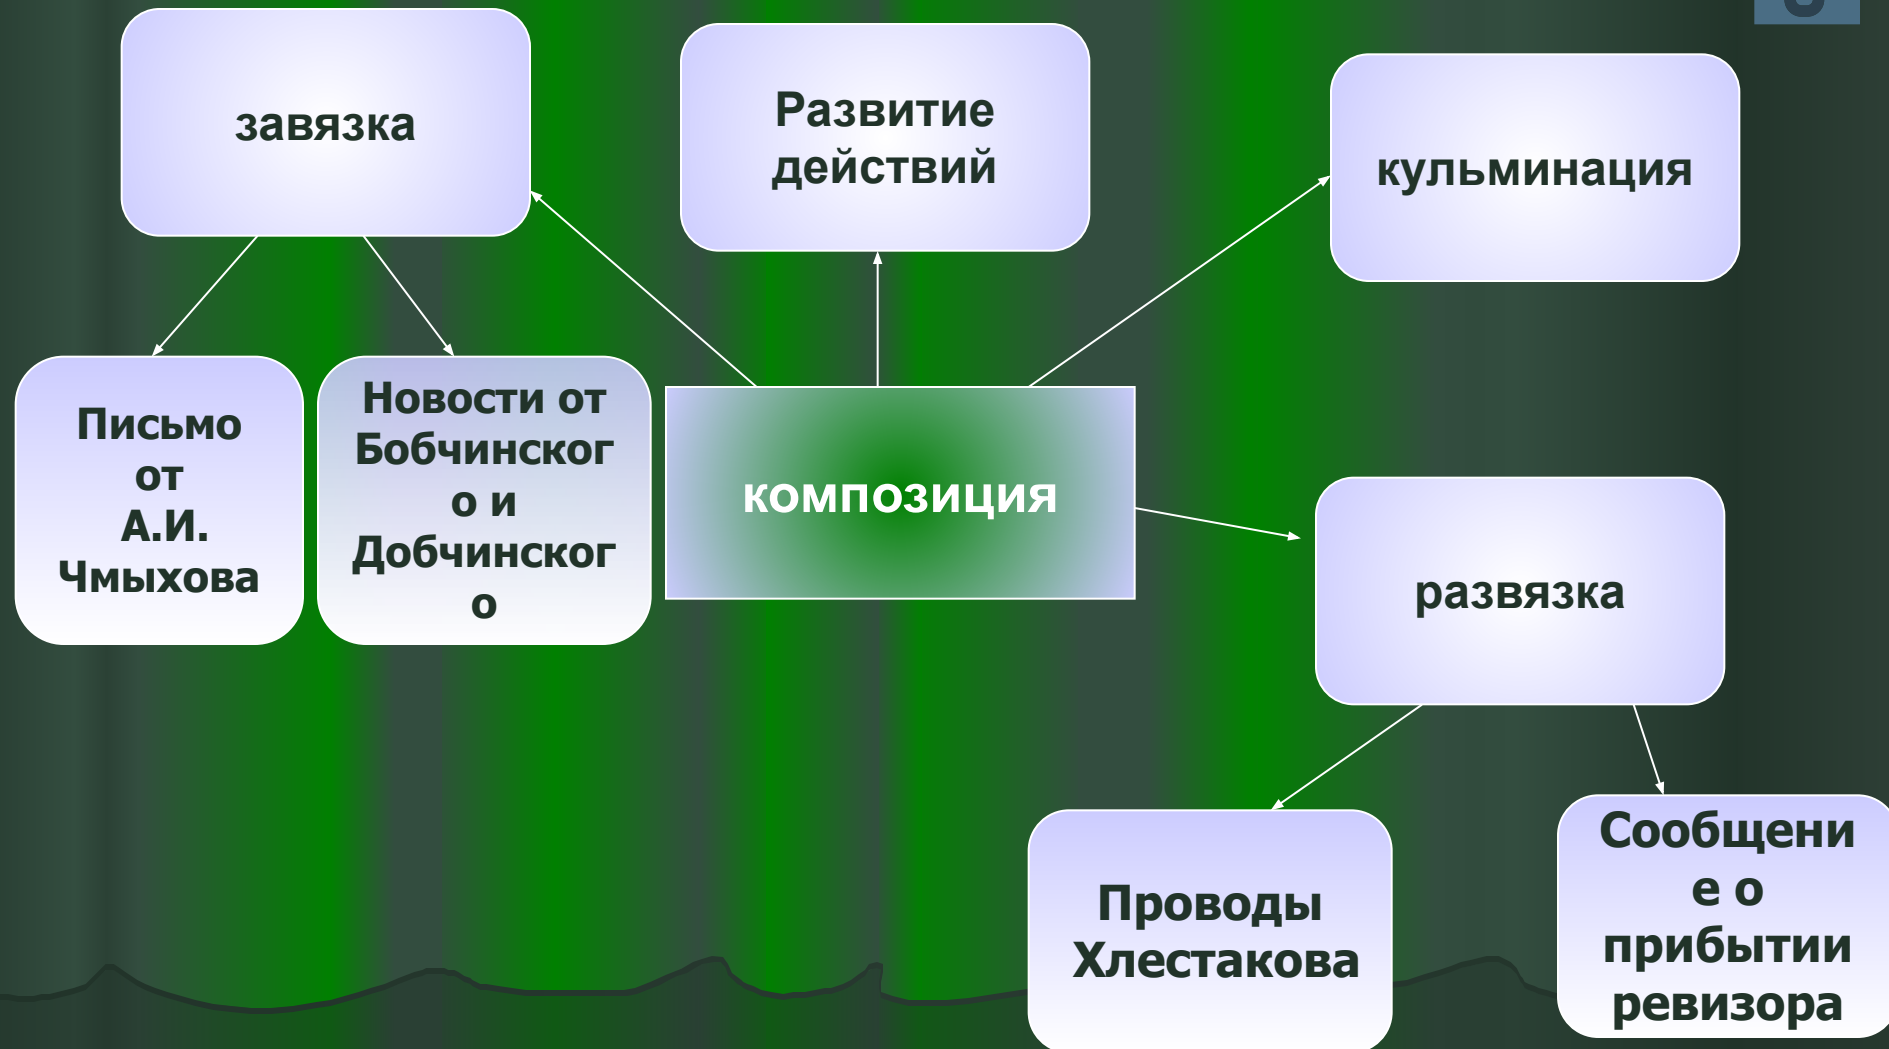 завязка
Развитие
действий
кульминация
Письмо
от
А.И.
Чмыхова
Новости от
Бобчинског
о и
Добчинског
о
композиция
развязка
Проводы
Хлестакова
Сообщени
е о
прибытии
ревизора